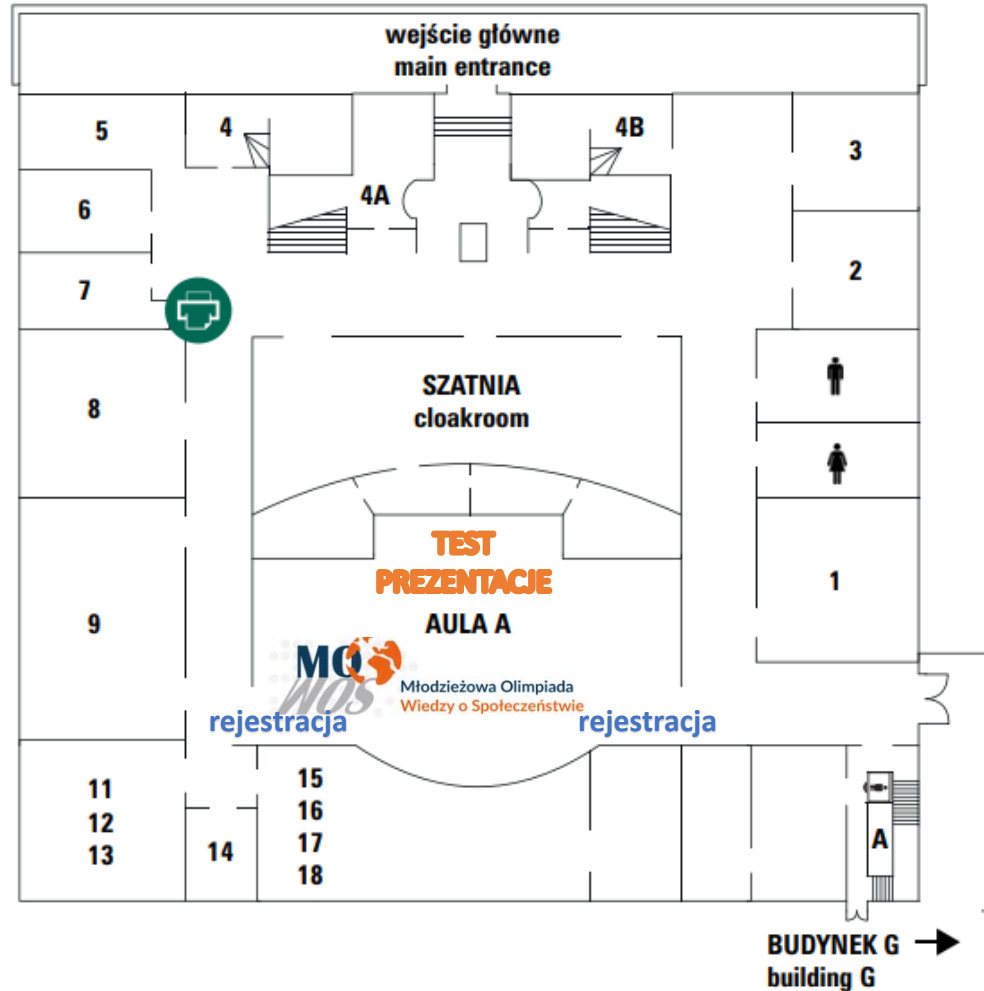 wejście główne
main entrance
5
4
4B
3
4A
6
2
7
SZATNIA
cloakroom
8
TEST
PREZENTACJE
1
9
AULA A
MO
WOS
Młodzieżowa Olimpiada
Wiedzy o Społeczeństwie
rejestracja
rejestracja
11
12
13
14
15
16
17
18
A
BUDYNEK G
building G